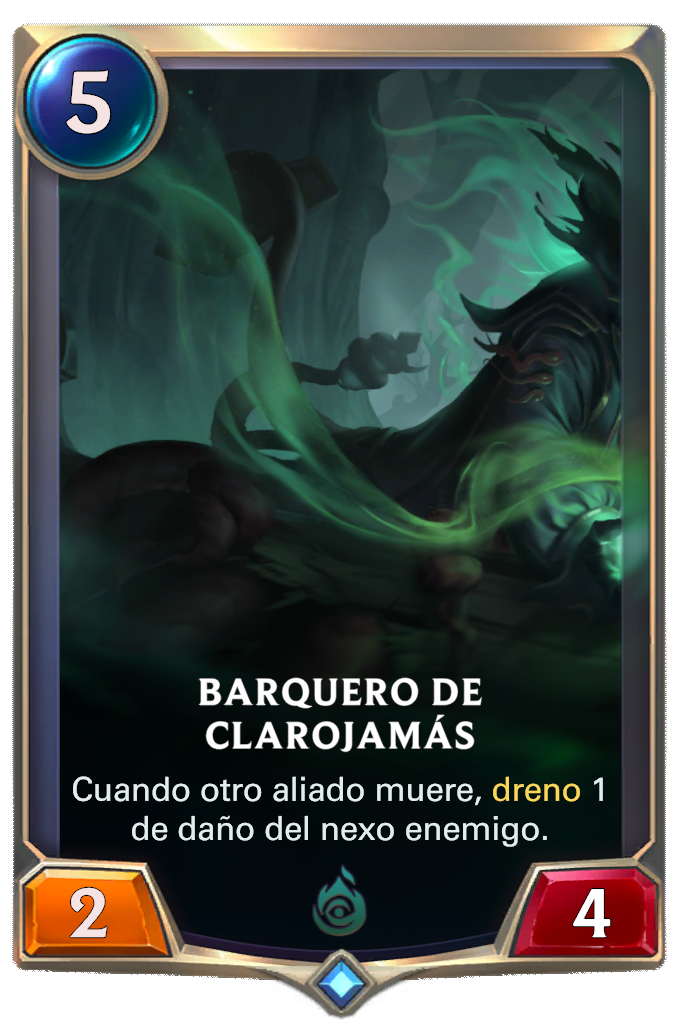 5
BARQUERO DE
CLAROJAMÁS
Cuando otro aliado muere, dreno 1
de daño del nexo enemigo.
2
4